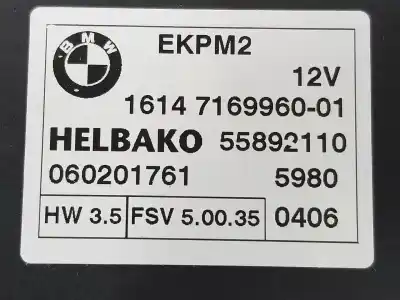 BMW
EKPM2
12V
1614 7169960-01
HELBAKO 55892110
060201761 5980
HW 3.5 FSV 5.00.35 0406